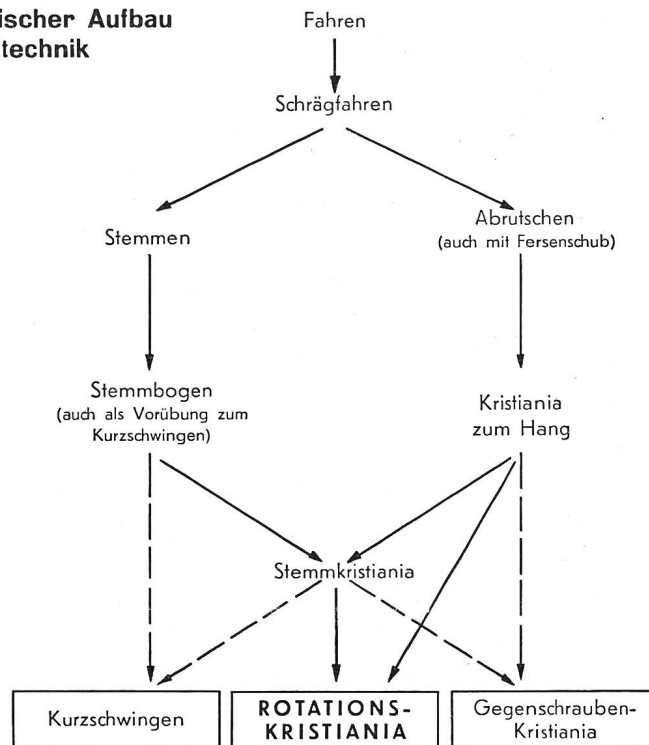 ischer Aufbau
technik
Fahren
Schrägfahren
Stemmen
Abrutschen
(auch mit Fersenschub)
Stemmbogen
(auch als Vorübung zum
Kurzschwingen)
Kristiania
zum Hang
Stemmkristiania
Kurzschwingen
ROTATIONS-
KRISTIANIA
Gegenschrauben-
Kristiania